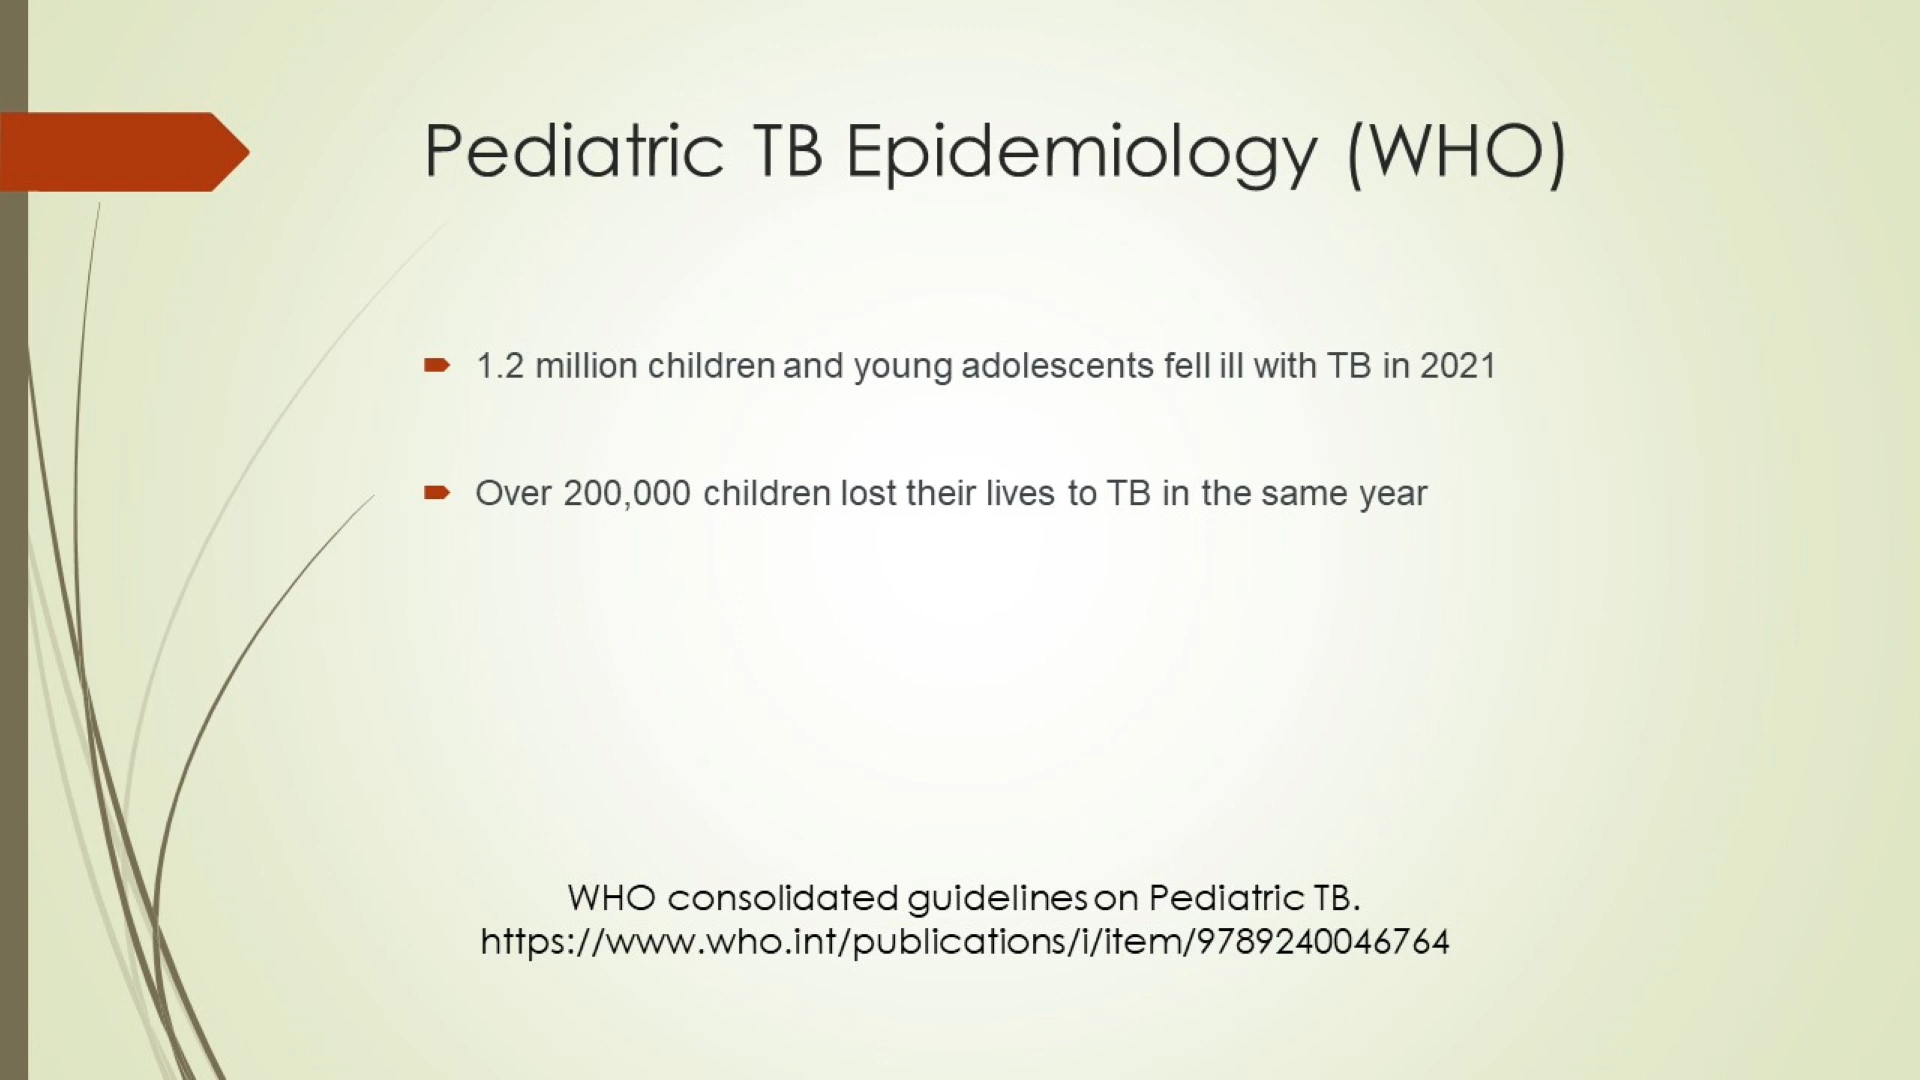 Pediatric TB Epidemiology (WHO)
1.2 million children and young adolescents fell ill with TB in 2021
Over 200,000 children lost their lives to TB in the same year
WHO consolidated guidelines on Pediatric TB.
https://www.who.int/publications/i/item/9789240046764